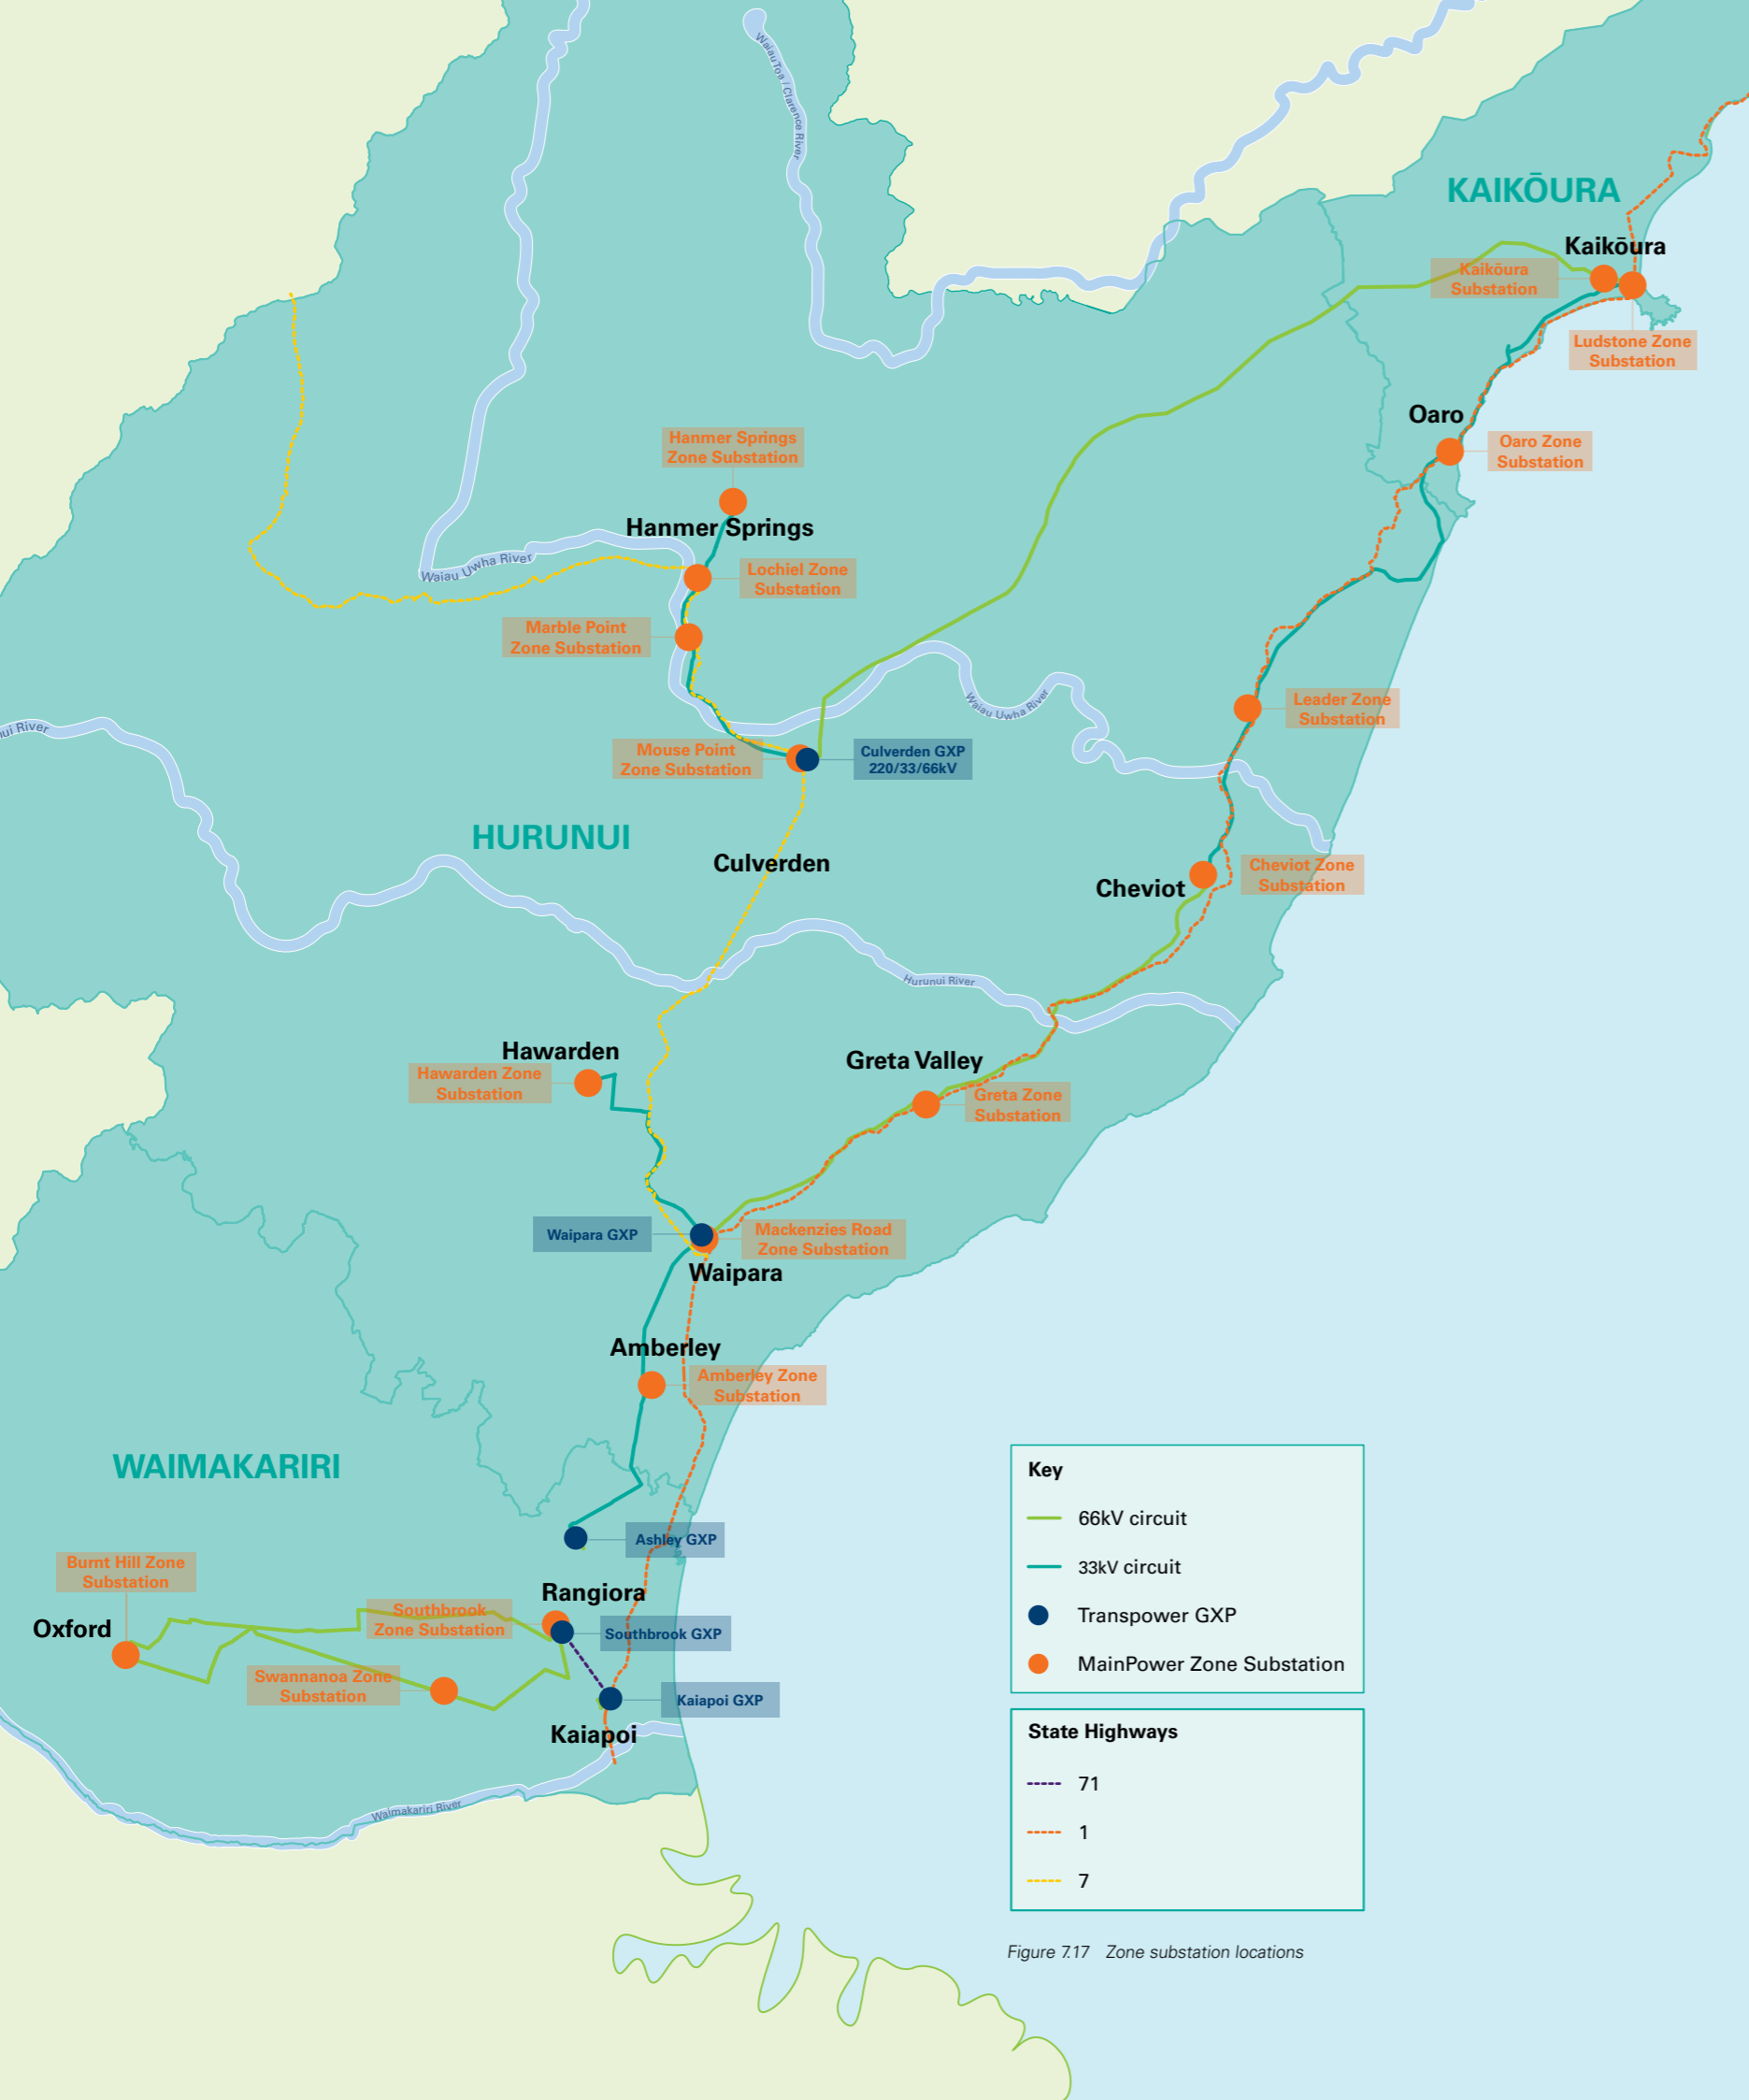 Waiau Toa / Clarence River
KAIKŌURA
Kaikōura
Kaikōura
Substation
Ludstone Zone
Substation
Oaro
Oaro Zone
Substation
Hanmer Springs
Zone Substation
Hanmer Springs
Waiau Uwha River
Lochiel Zone
Substation
Marble Point
Zone Substation
Waiau Uwha River
Leader Zone
Substation
ui River
Mouse Point
Zone Substation
Culverden GXP
220/33/66kV
HURUNUI
Culverden
Cheviot
Cheviot Zone
Substation
Hurunui River
Hawarden
Hawarden Zone
Substation
Greta Valley
Greta Zone
Substation
Waipara GXP
Mackenzies Road
Zone Substation
Waipara
Amberley
Amberley Zone
Substation
WAIMAKARIRI
Ashley GXP
Burnt Hill Zone
Substation
Oxford
Rangiora
Southbrook
Zone Substation
Southbrook GXP
Swannanoa Zone
Substation
Kaiapoi GXP
Kaiapoi
Waimakariri River
Key
66kV circuit
33kV circuit
Transpower GXP
MainPower Zone Substation
State Highways
71
1
7
Figure 7.17 Zone substation locations